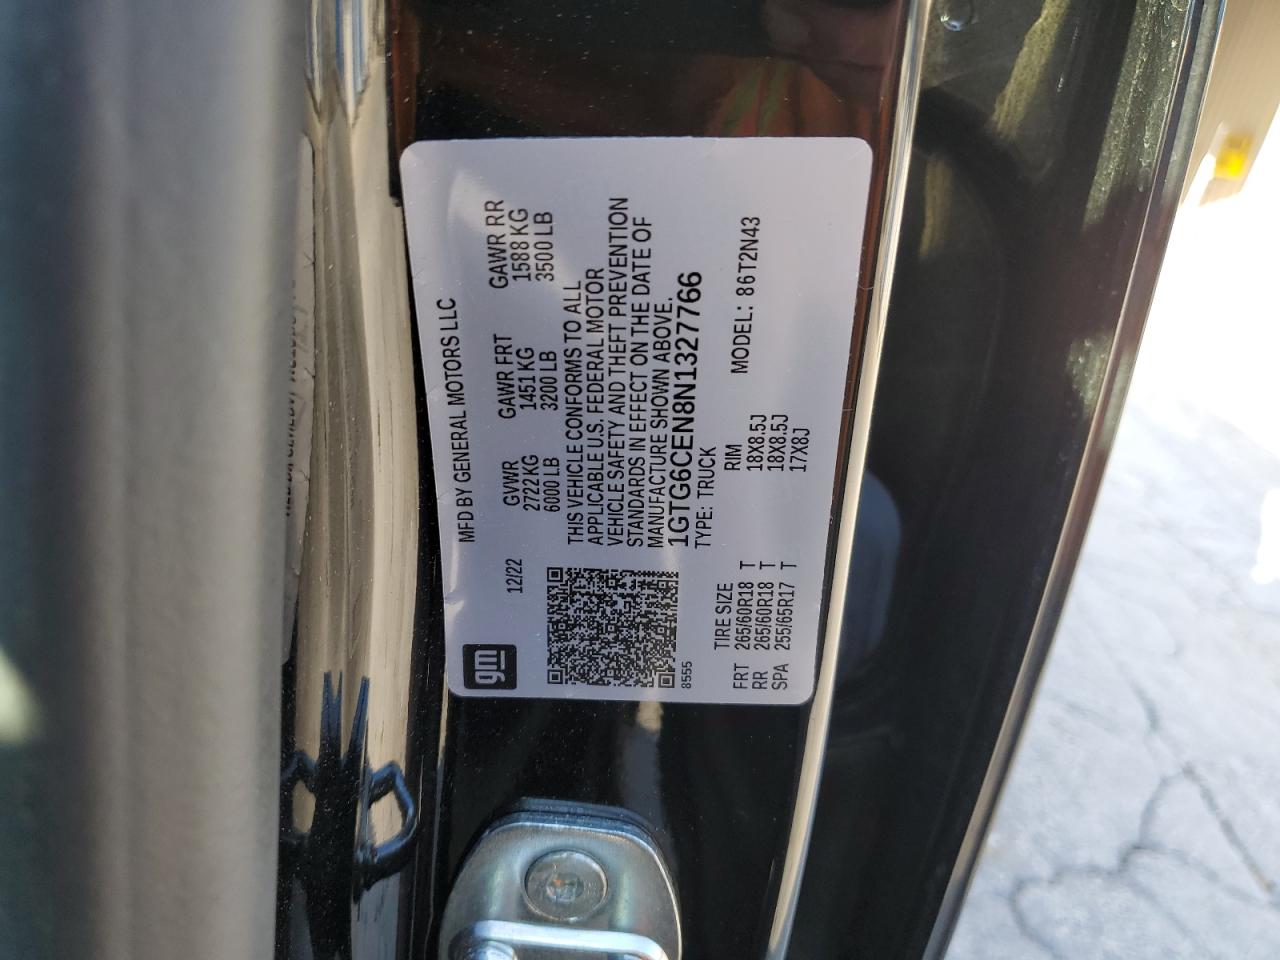 gm
12/22
MFD BY GENERAL MOTORS LLC
GVWR GAWR FRT GAWR RR
2722 KG 1451 KG 1588 KG
6000 LB 3200 LB 3500 LB
THIS VEHICLE CONFORMS TO ALL
APPLICABLE U.S. FEDERAL MOTOR
VEHICLE SAFETY AND THEFT PREVENTION
STANDARDS IN EFFECT ON THE DATE OF
MANUFACTURE SHOWN ABOVE.
1GTG6CEN8N1327766
8555 TYPE: TRUCK
TIRE SIZE RIM MODEL: 86T2N43
FRT 265/60R18 T 18X8.5J
RR 265/60R18 T 18X8.5J
SPA 255/65R17 T 17X8J